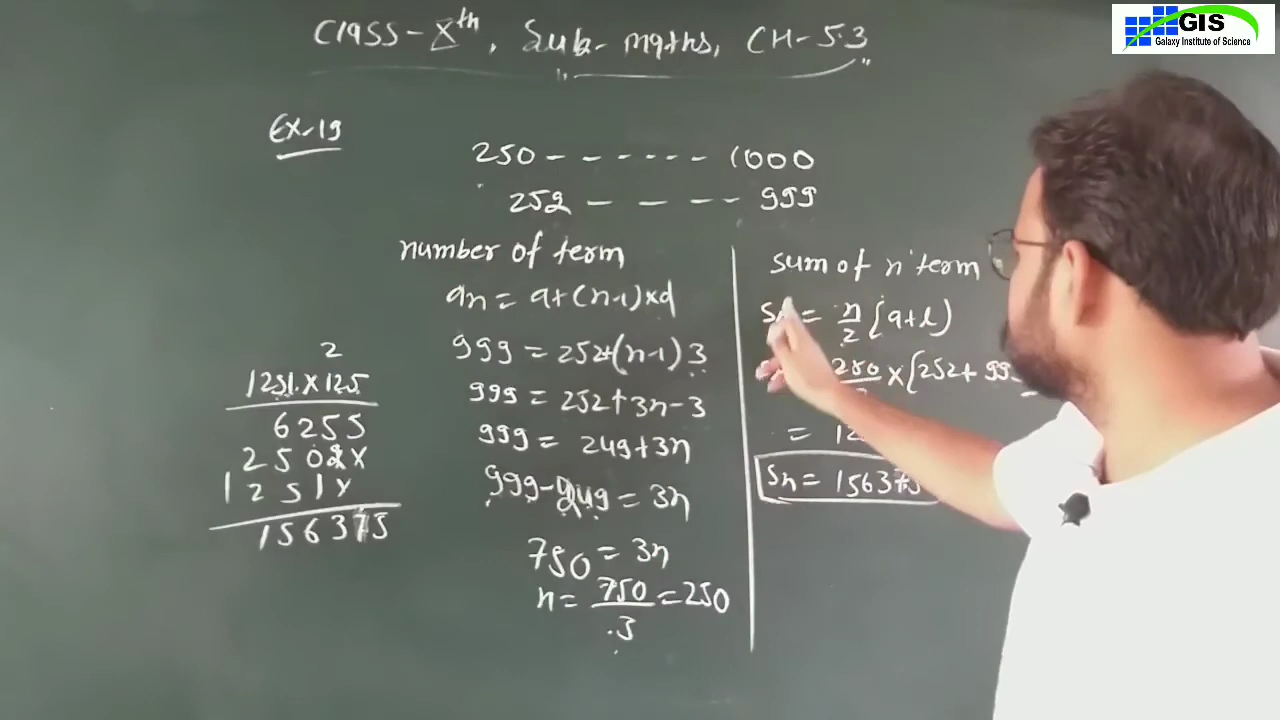 GIS
Galaxy Institute of Science
Class-Xth, Sub-maths, CH-5.3
Ex-19
250 - - - - - - - 1000
252 - - - - - 999
number of term
an = a+(n-1)×d
999 = 252+(n-1)3
999 = 252+3n-3
999 = 249+3n
999-249 = 3n
750 = 3n
n = 750/3 = 250
2
1251×125
6255
2502×
1251×
156375
sum of n term
Sn = n/2 [a+l]
250 × [252+ 99
=
Sn = 156375